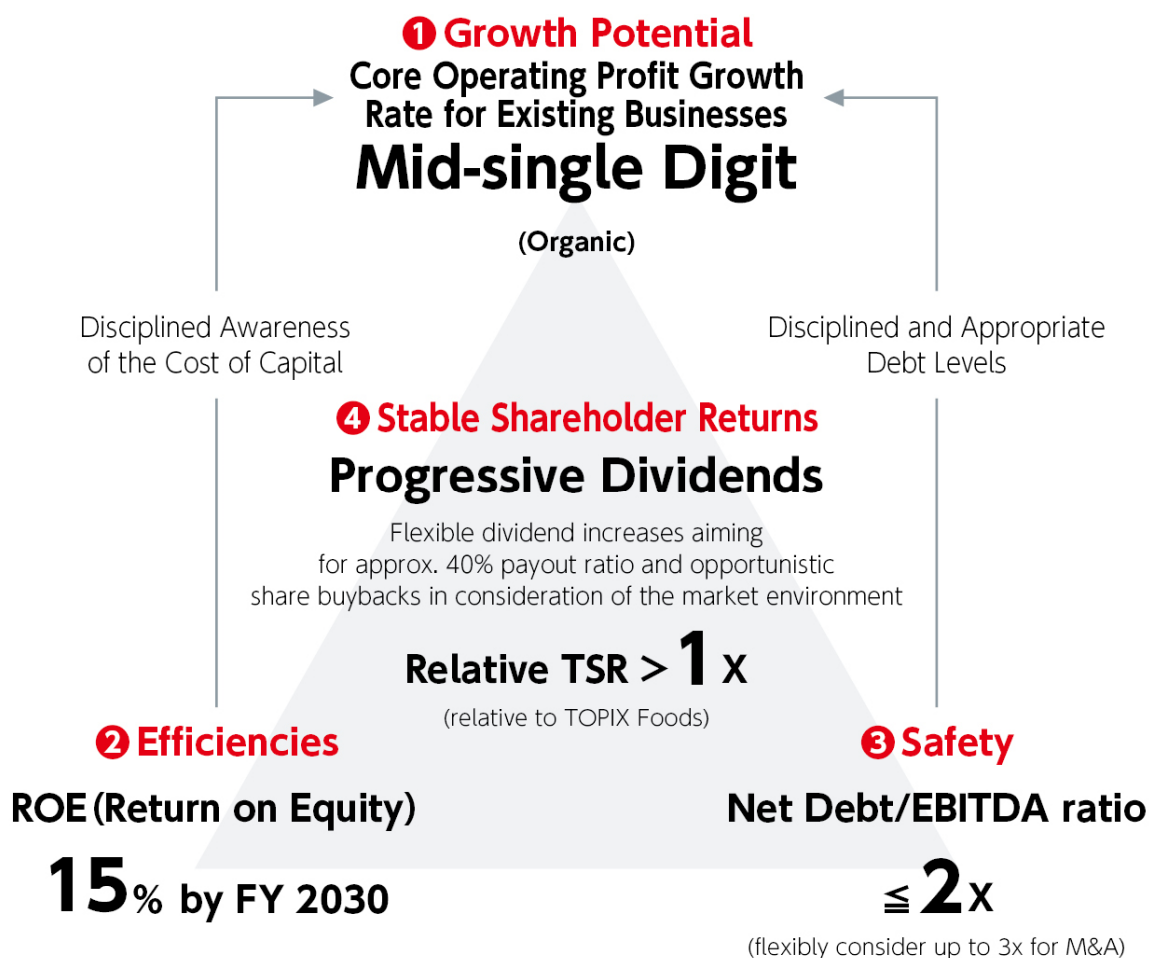 ❶ Growth Potential
Core Operating Profit Growth
Rate for Existing Businesses
Mid-single Digit
(Organic)
Disciplined Awareness
of the Cost of Capital
Disciplined and Appropriate
Debt Levels
❹ Stable Shareholder Returns
Progressive Dividends
Flexible dividend increases aiming
for approx. 40% payout ratio and opportunistic
share buybacks in consideration of the market environment
Relative TSR > 1 X
(relative to TOPIX Foods)
❷ Efficiencies
ROE (Return on Equity)
15% by FY 2030
❸ Safety
Net Debt/EBITDA ratio
≦ 2 X
(flexibly consider up to 3x for M&A)